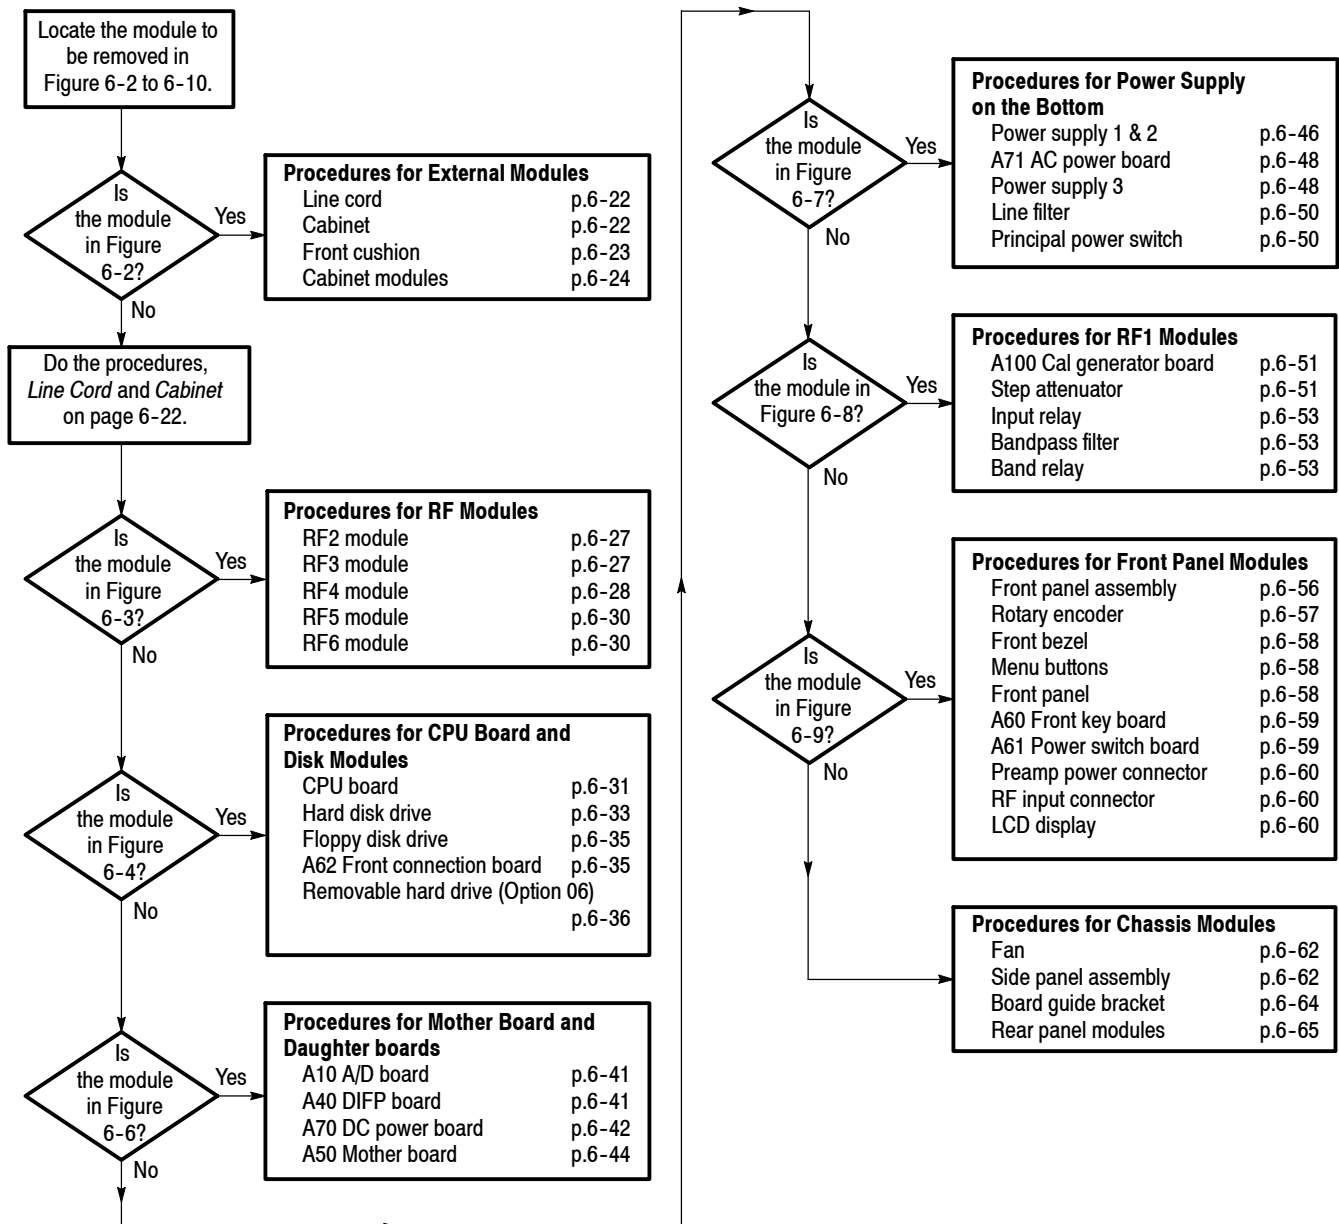 Locate the module to
be removed in
Figure 6-2 to 6-10.
Is
the module
in Figure
6-2?
Yes
No
Procedures for External Modules
Line cord p.6-22
Cabinet p.6-22
Front cushion p.6-23
Cabinet modules p.6-24
Do the procedures,
Line Cord and Cabinet
on page 6-22.
Is
the module
in Figure
6-3?
Yes
No
Procedures for RF Modules
RF2 module p.6-27
RF3 module p.6-27
RF4 module p.6-28
RF5 module p.6-30
RF6 module p.6-30
Is
the module
in Figure
6-4?
Yes
No
Procedures for CPU Board and
Disk Modules
CPU board p.6-31
Hard disk drive p.6-33
Floppy disk drive p.6-35
A62 Front connection board p.6-35
Removable hard drive (Option 06)
p.6-36
Is
the module
in Figure
6-6?
Yes
No
Procedures for Mother Board and
Daughter boards
A10 A/D board p.6-41
A40 DIFP board p.6-41
A70 DC power board p.6-42
A50 Mother board p.6-44
Is
the module
in Figure
6-7?
Yes
No
Procedures for Power Supply
on the Bottom
Power supply 1 & 2 p.6-46
A71 AC power board p.6-48
Power supply 3 p.6-48
Line filter p.6-50
Principal power switch p.6-50
Is
the module in
Figure 6-8?
Yes
No
Procedures for RF1 Modules
A100 Cal generator board p.6-51
Step attenuator p.6-51
Input relay p.6-53
Bandpass filter p.6-53
Band relay p.6-53
Is
the module
in Figure
6-9?
Yes
No
Procedures for Front Panel Modules
Front panel assembly p.6-56
Rotary encoder p.6-57
Front bezel p.6-58
Menu buttons p.6-58
Front panel p.6-58
A60 Front key board p.6-59
A61 Power switch board p.6-59
Preamp power connector p.6-60
RF input connector p.6-60
LCD display p.6-60
Procedures for Chassis Modules
Fan p.6-62
Side panel assembly p.6-62
Board guide bracket p.6-64
Rear panel modules p.6-65